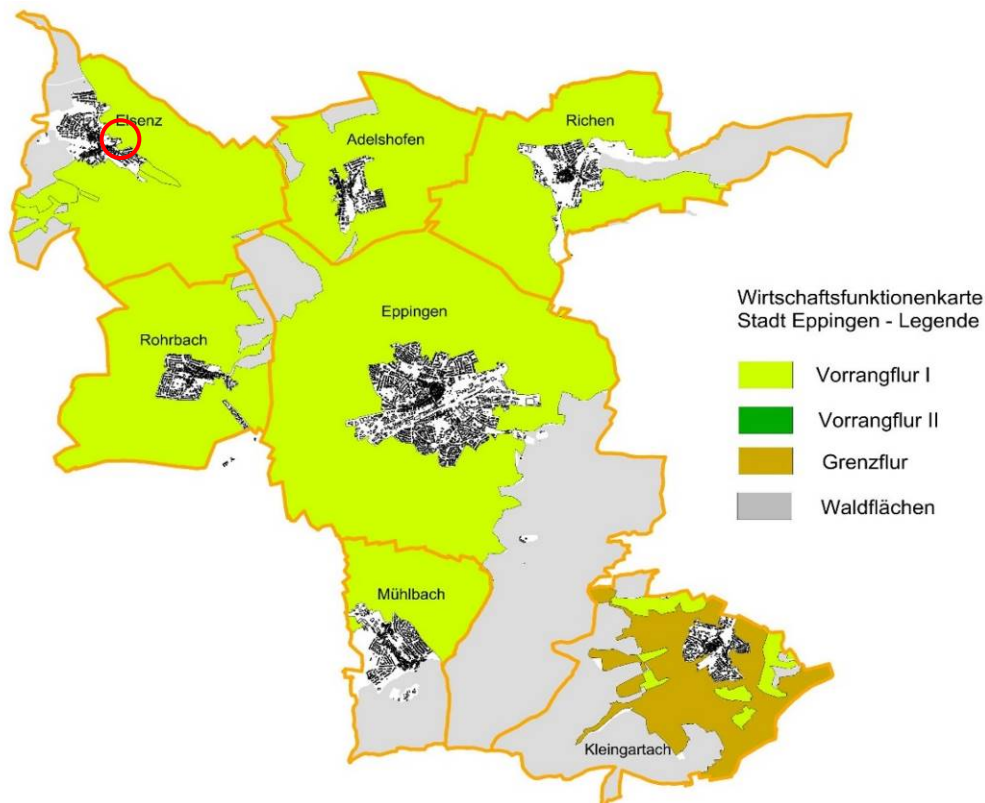 Elsenz
Adelshofen
Richen
Eppingen
Rohrbach
Mühlbach
Kleingartach
Wirtschaftsfunktionenkarte
Stadt Eppingen - Legende
Vorrangflur I
Vorrangflur II
Grenzflur
Waldflächen